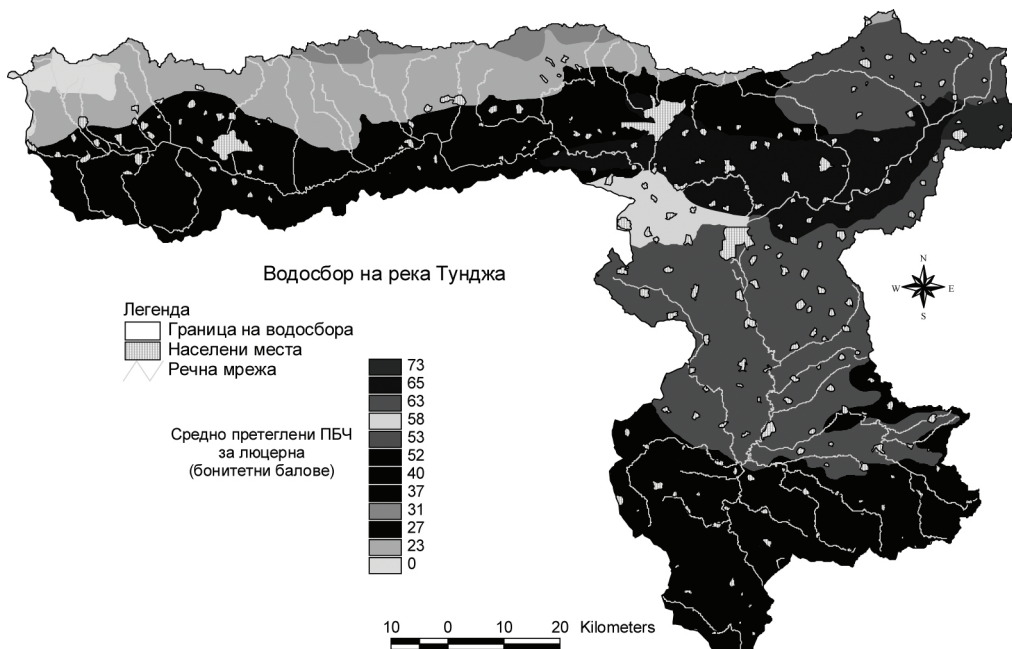 Водосбор на река Тунджа
N
W E
S
Легенда
Граница на водосбора
Населени места
Речна мрежа
Средно претеглени ПБЧ
за люцерна
(бонитетни балове)
73
65
63
58
53
52
40
37
31
27
23
0
10 0 10 20 Kilometers